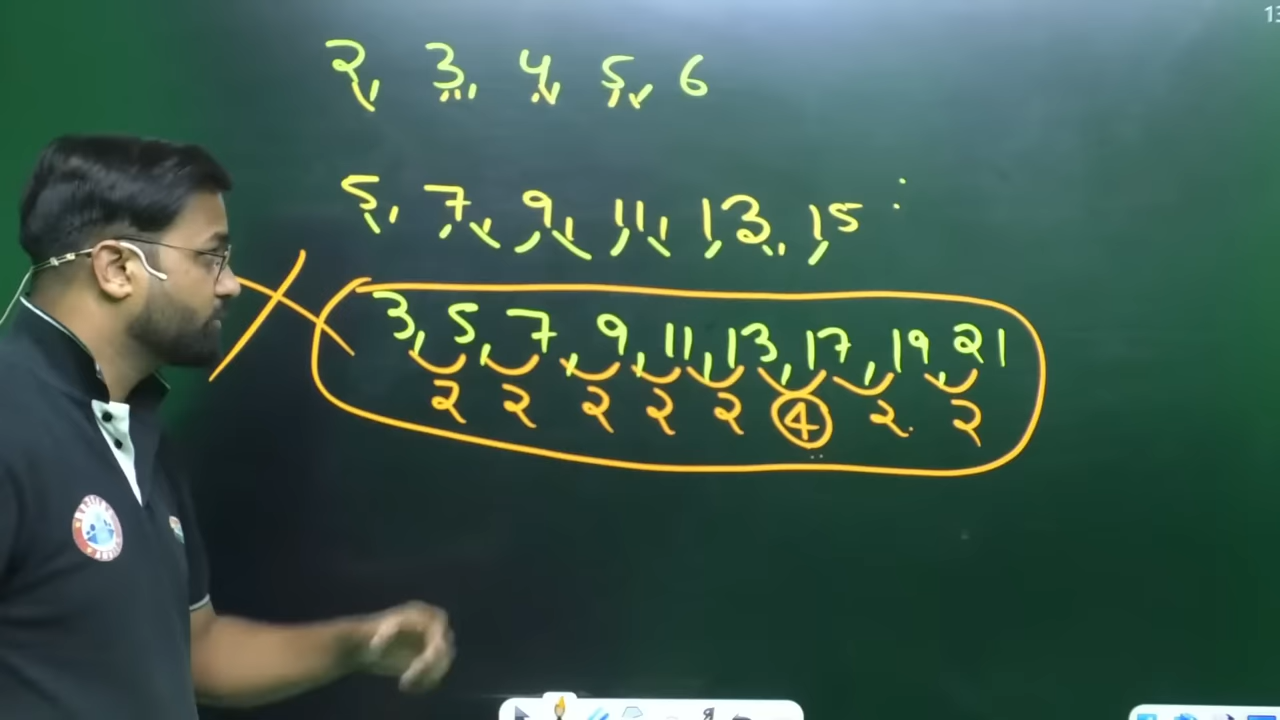 2, 3, 4, 5, 6
5, 7, 9, 11, 13, 15
3, 5, 7, 9, 11, 13, 17, 19, 21
2 2 2 2 2 4 2 2